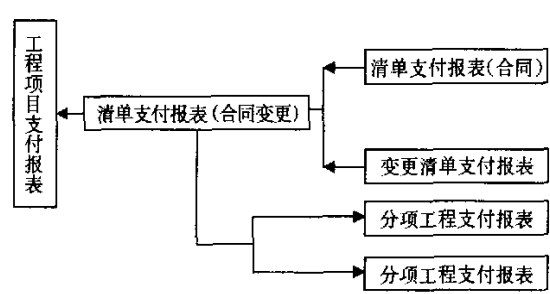 工程项目支付报表
清单支付报表(合同变更)
清单支付报表(合同)
变更清单支付报表
分项工程支付报表
分项工程支付报表